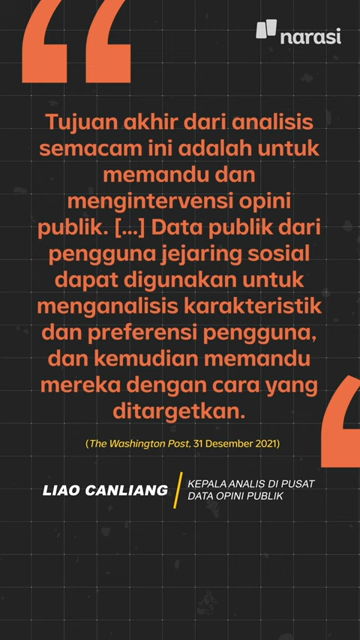 narasi
Tujuan akhir dari analisis
semacam ini adalah untuk
memandu dan
mengintervensi opini
publik. [...] Data publik dari
pengguna jejaring sosial
dapat digunakan untuk
menganalisis karakteristik
dan preferensi pengguna,
dan kemudian memandu
mereka dengan cara yang
ditargetkan.
(The Washington Post, 31 Desember 2021)
LIAO CANLIANG
KEPALA ANALIS DI PUSAT
DATA OPINI PUBLIK